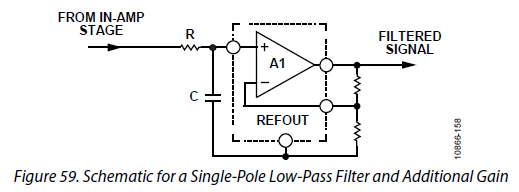 FROM IN-AMP
STAGE
R
FILTERED
SIGNAL
+
A1
–
C
REFOUT
10866-158
Figure 59. Schematic for a Single-Pole Low-Pass Filter and Additional Gain